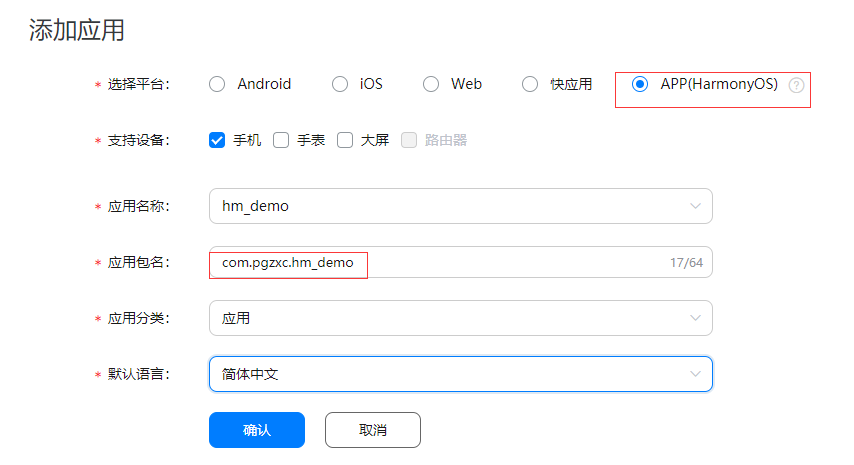 添加应用
* 选择平台： Android iOS Web 快应用 APP(HarmonyOS) ?
* 支持设备： 手机 手表 大屏 路由器
* 应用名称： hm_demo
* 应用包名： com.pgzxc.hm_demo 17/64
* 应用分类： 应用
* 默认语言： 简体中文
确认 取消